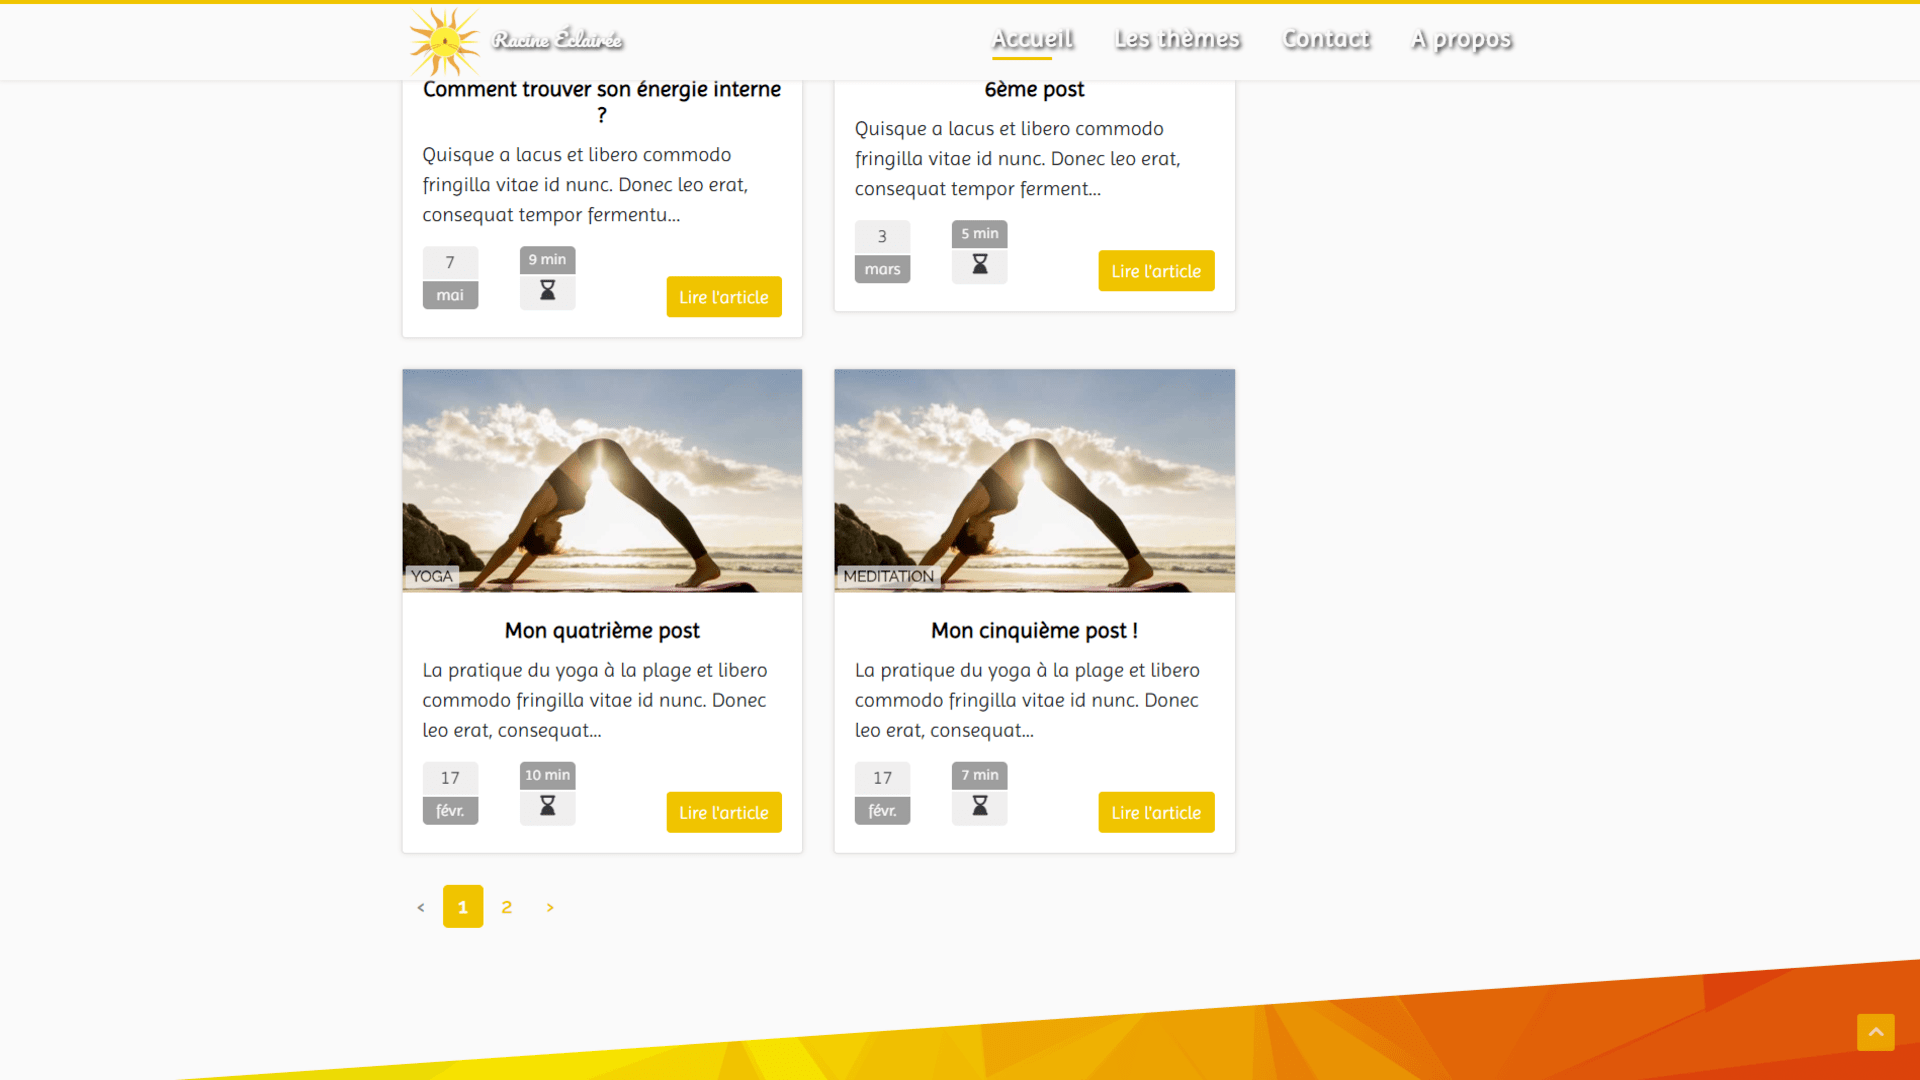 Racine Éclairée
Accueil
Les thèmes
Contact
A propos
Comment trouver son énergie interne
?
Quisque a lacus et libero commodo
fringilla vitae id nunc. Donec leo erat,
consequat tempor fermentu...
7
mai
9 min
Lire l'article
6ème post
Quisque a lacus et libero commodo
fringilla vitae id nunc. Donec leo erat,
consequat tempor ferment...
3
mars
5 min
Lire l'article
YOGA
Mon quatrième post
La pratique du yoga à la plage et libero
commodo fringilla vitae id nunc. Donec
leo erat, consequat...
17
févr.
10 min
Lire l'article
MEDITATION
Mon cinquième post !
La pratique du yoga à la plage et libero
commodo fringilla vitae id nunc. Donec
leo erat, consequat...
17
févr.
7 min
Lire l'article
< 1 2 >